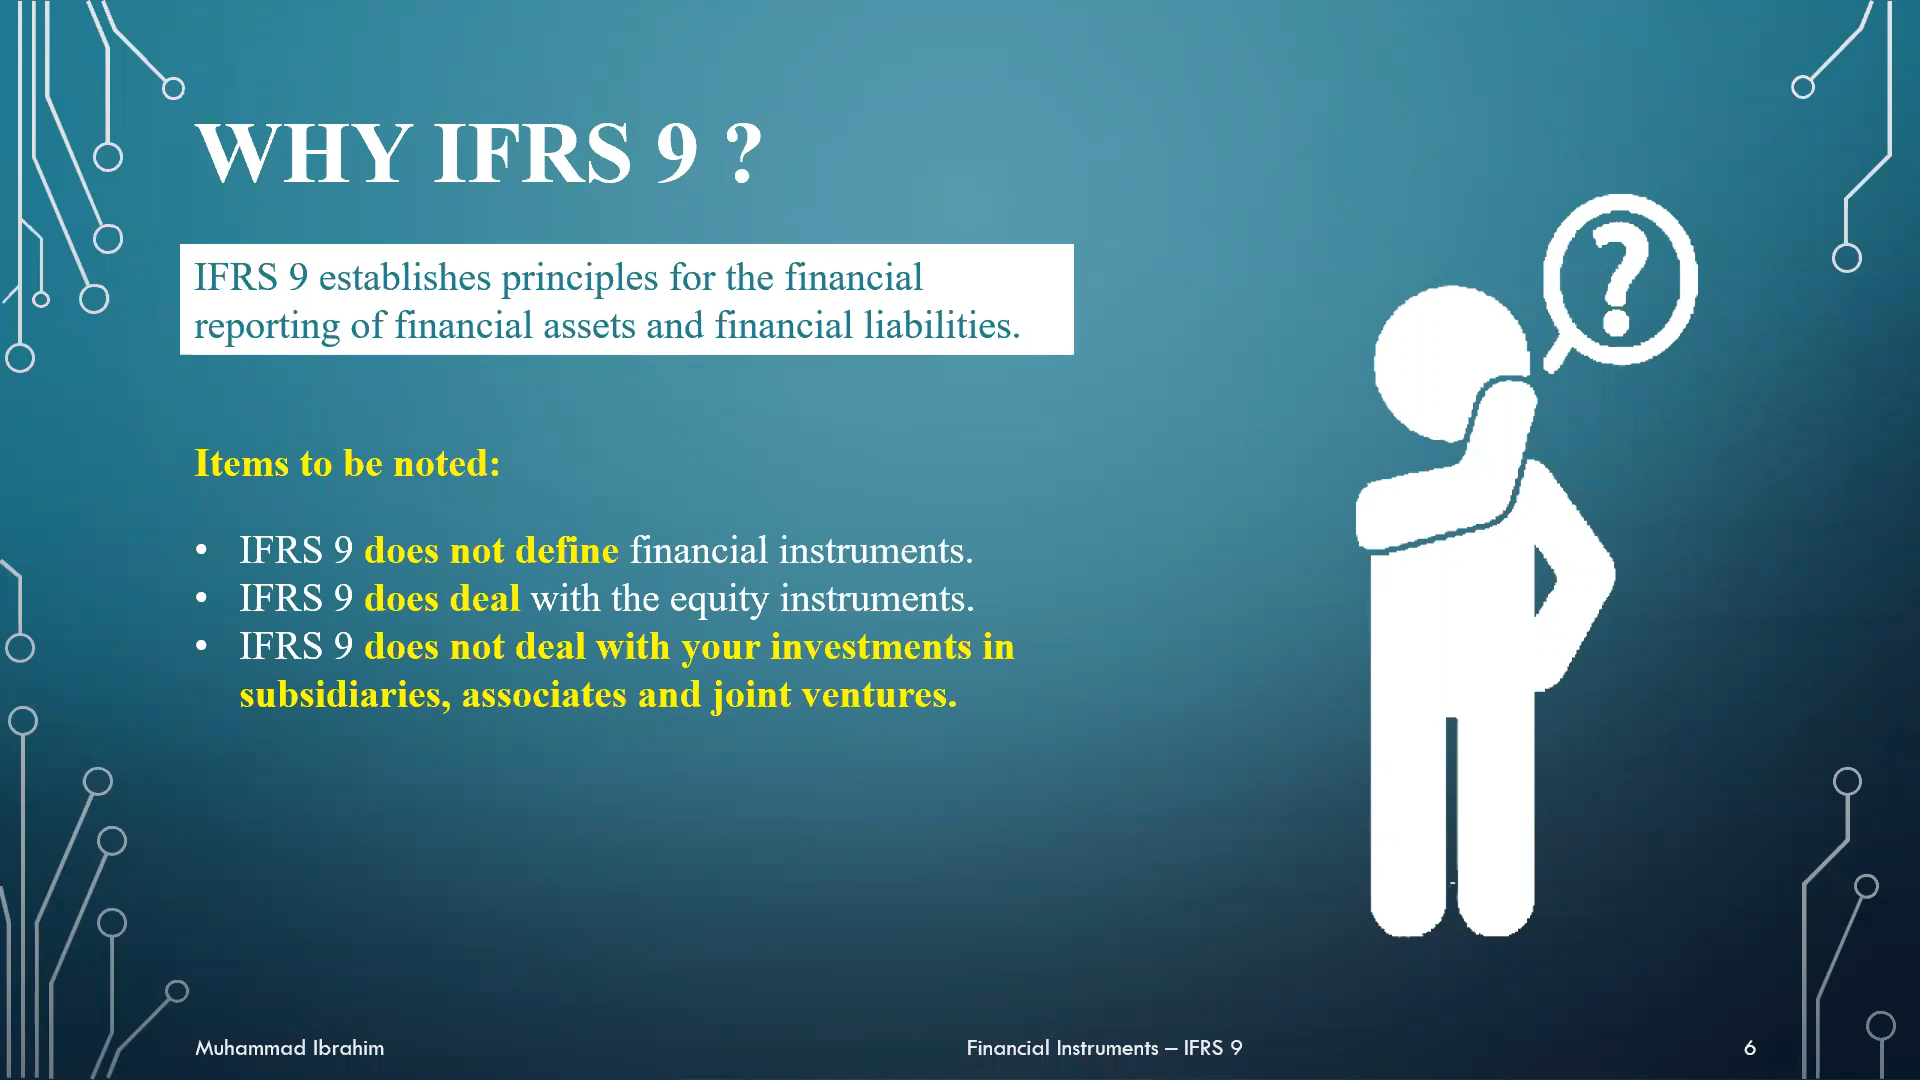 WHY IFRS 9 ?
IFRS 9 establishes principles for the financial
reporting of financial assets and financial liabilities.
Items to be noted:
• IFRS 9 does not define financial instruments.
• IFRS 9 does deal with the equity instruments.
• IFRS 9 does not deal with your investments in
subsidiaries, associates and joint ventures.
?
Muhammad Ibrahim
Financial Instruments – IFRS 9
6